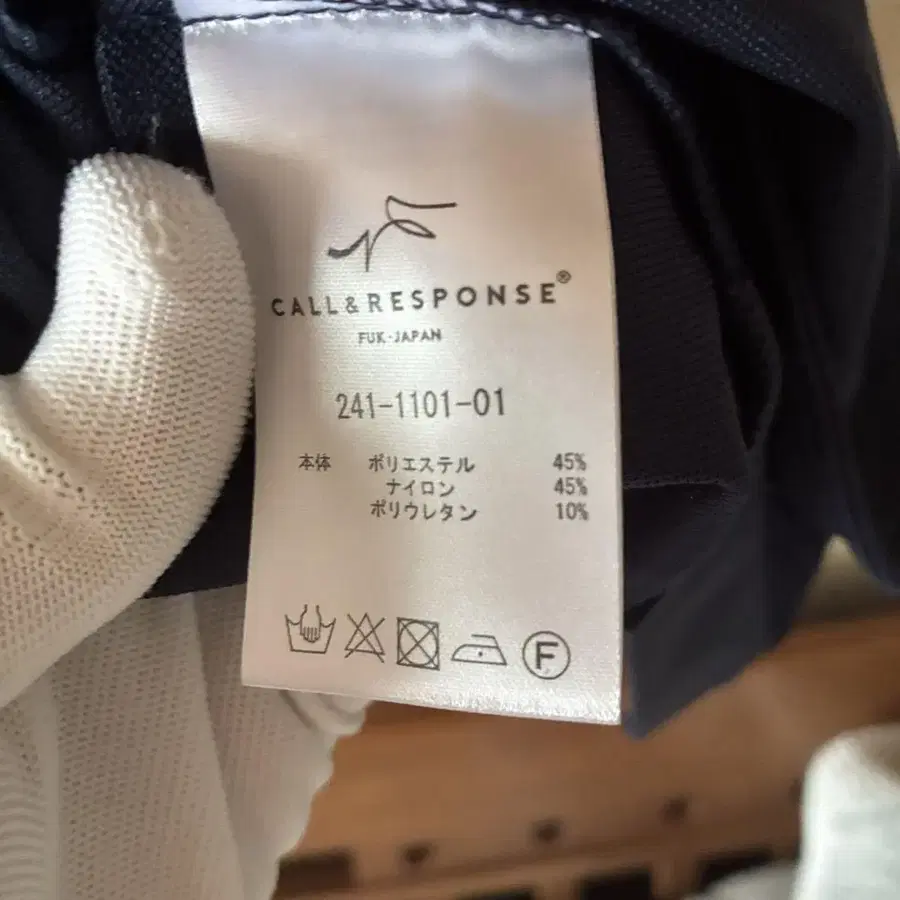 CALL&RESPONSE®
FUK・JAPAN
241-1101-01
本体 ポリエステル 45%
ナイロン 45%
ポリウレタン 10%
F